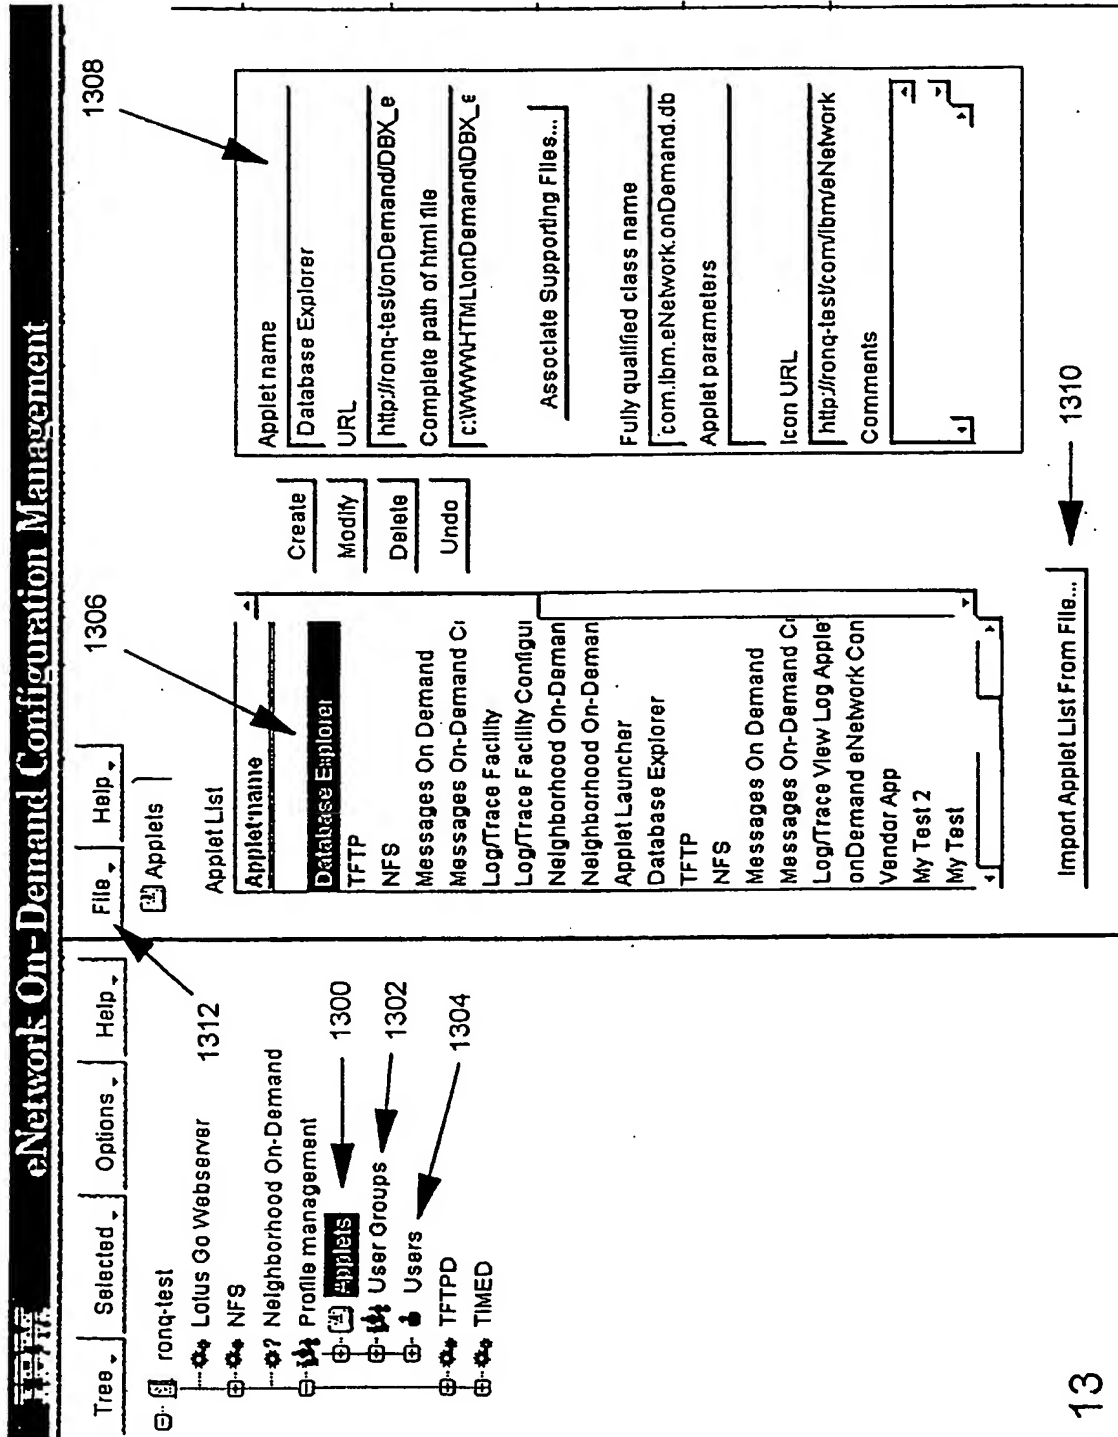 IBM
eNetwork On-Demand Configuration Management
Tree
Selected
Options
Help
File
Help
ronq-test
Lotus Go Webserver
NFS
Neighborhood On-Demand
Profile management
Applets
User Groups
Users
TFTPD
TIMED
1312
1300
1302
1304
Applets
Applet List
Applet name
Database Explorer
TFTP
NFS
Messages On Demand
Messages On-Demand Co
Log/Trace Facility
Log/Trace Facility Configur
Neighborhood On-Deman
Neighborhood On-Deman
Applet Launcher
Database Explorer
TFTP
NFS
Messages On Demand
Messages On-Demand Co
Log/Trace View Log Applet
onDemand eNetwork Con
Vendor App
My Test 2
My Test
1306
Create
Modify
Delete
Undo
1308
Applet name
Database Explorer
URL
http://ronq-test/onDemand/DBX_e
Complete path of html file
c:\WWW\HTML\onDemand\DBX_e
Associate Supporting Files...
Fully qualified class name
com.ibm.eNetwork.onDemand.db
Applet parameters
Icon URL
http://ronq-test/com/ibm/eNetwork
Comments
Import Applet List From File...
1310
13